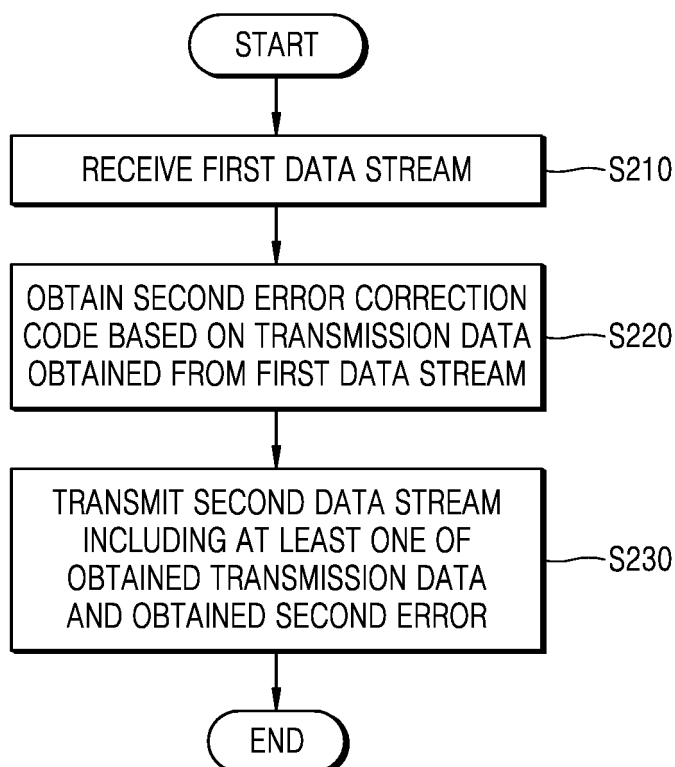 START
RECEIVE FIRST DATA STREAM
S210
OBTAIN SECOND ERROR CORRECTION
CODE BASED ON TRANSMISSION DATA
OBTAINED FROM FIRST DATA STREAM
S220
TRANSMIT SECOND DATA STREAM
INCLUDING AT LEAST ONE OF
OBTAINED TRANSMISSION DATA
AND OBTAINED SECOND ERROR
S230
END